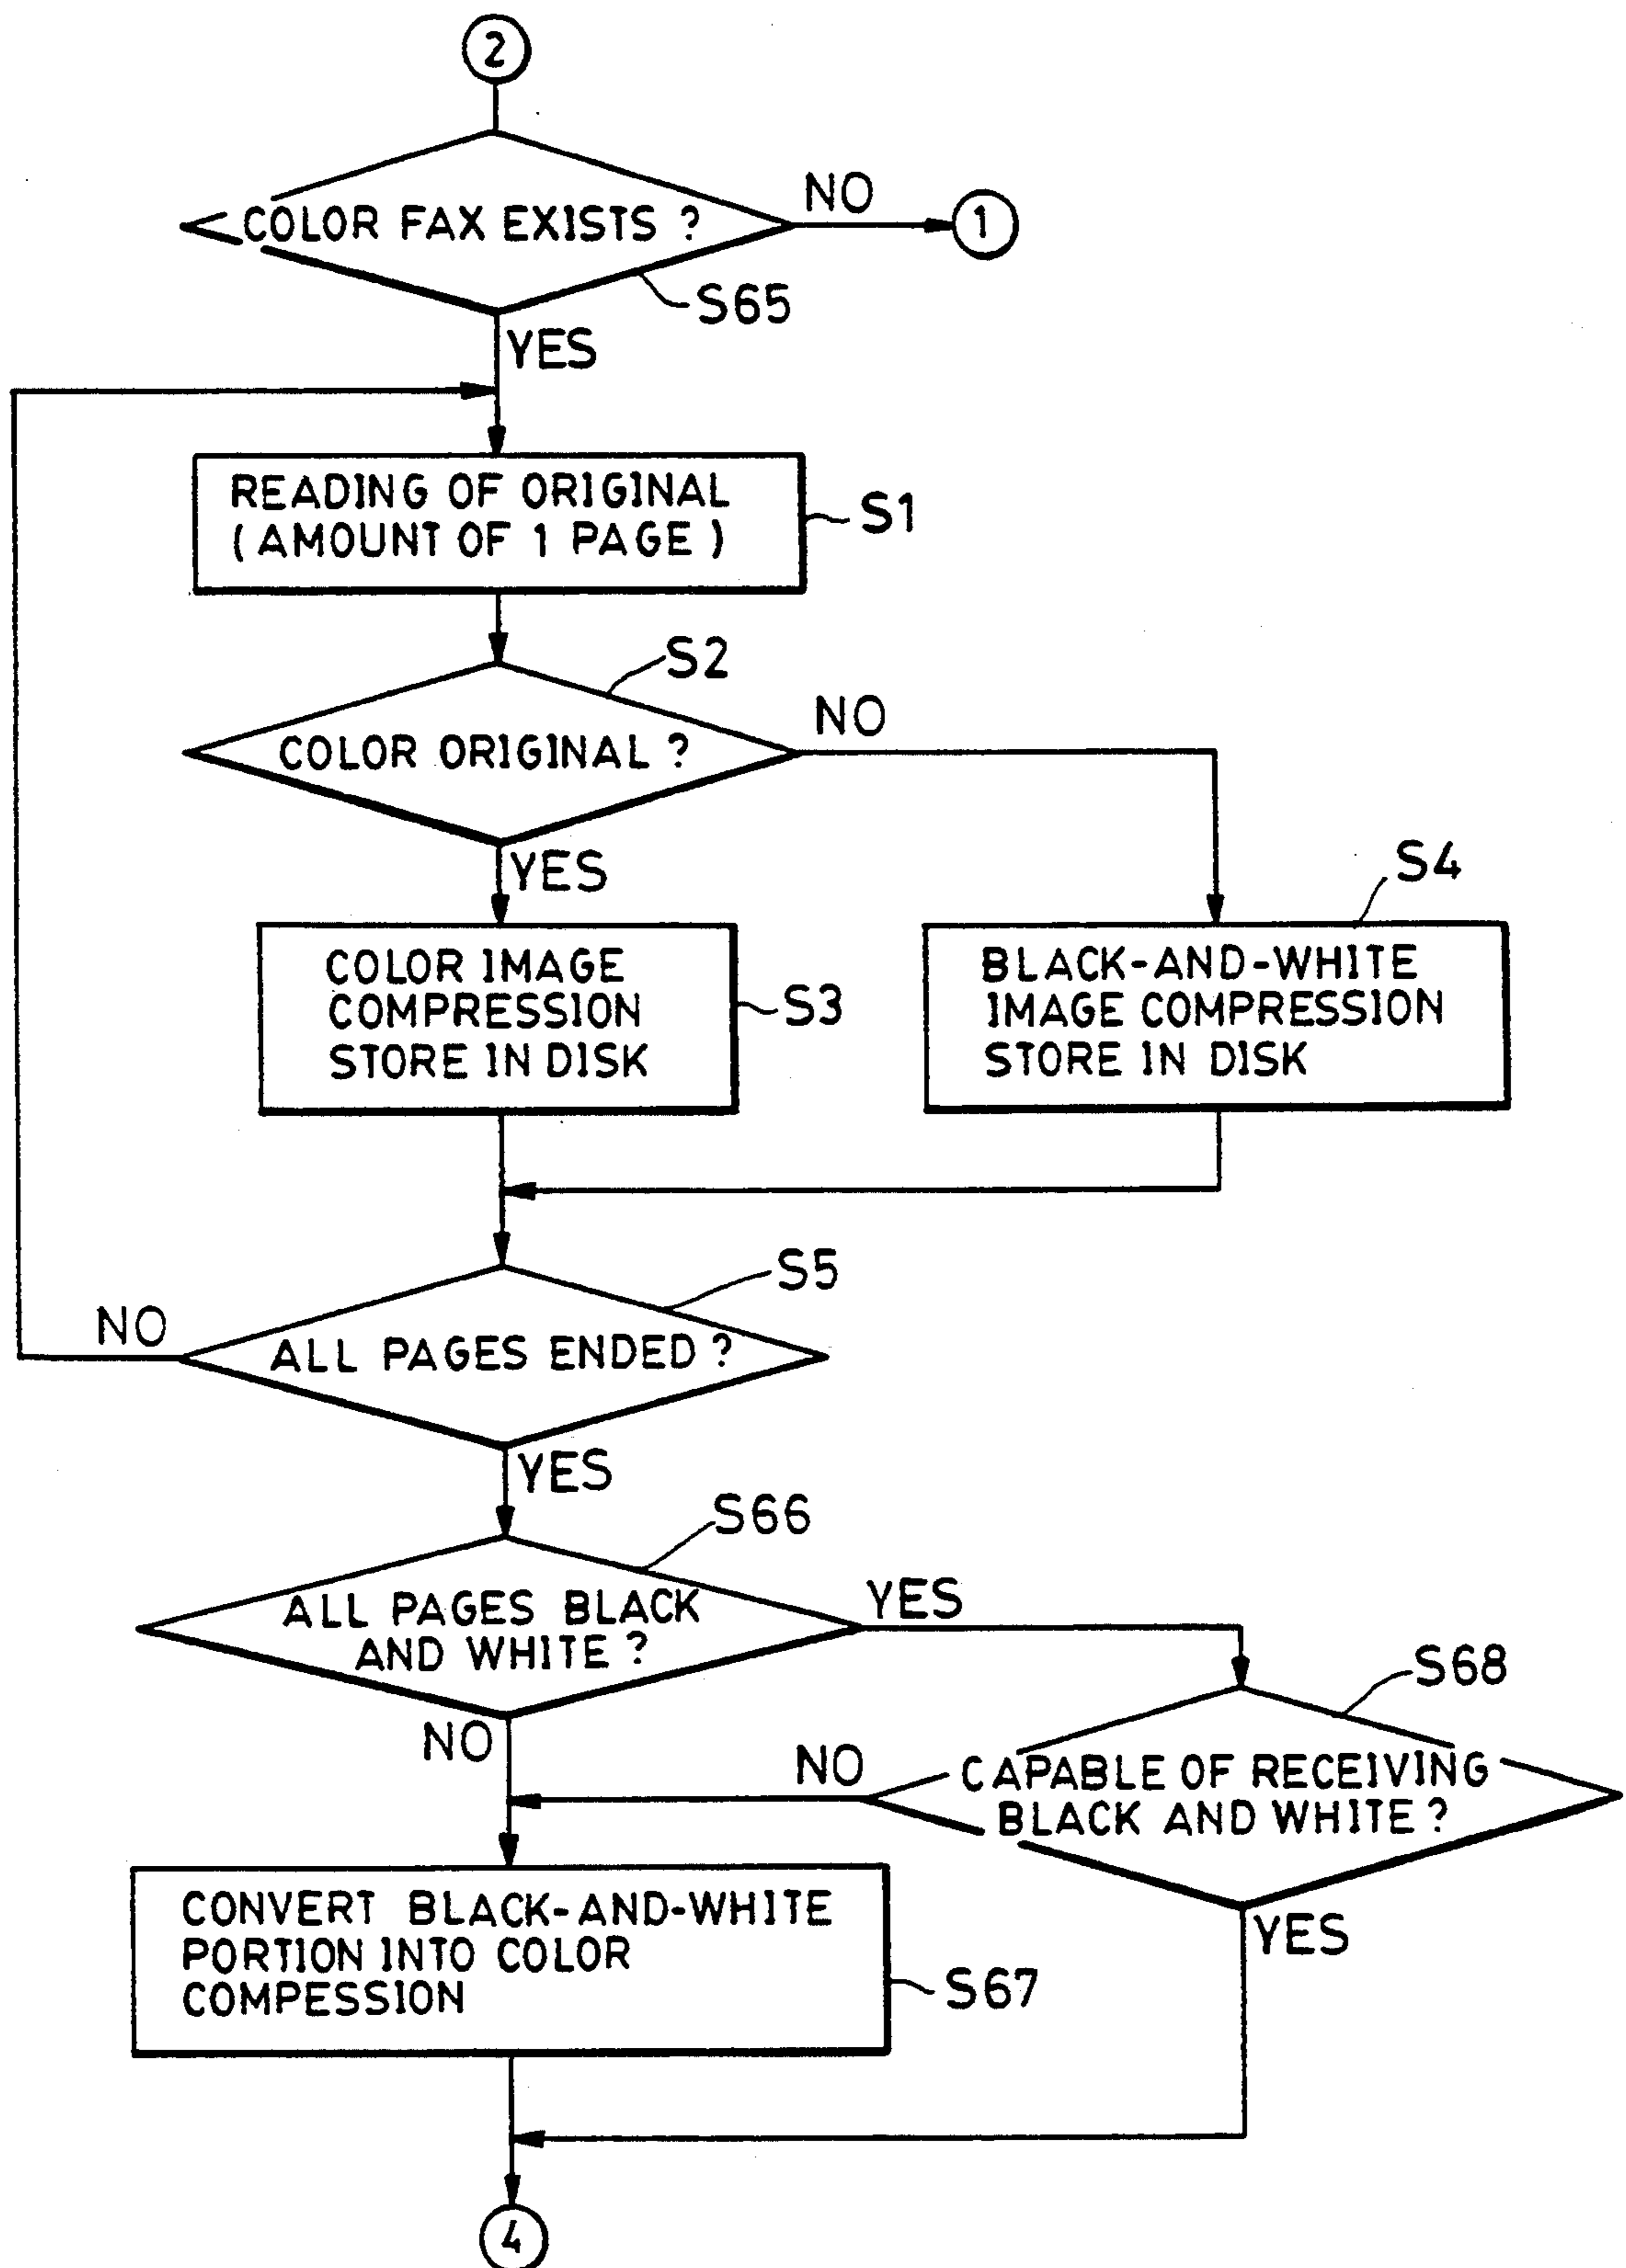 2
COLOR FAX EXISTS ?
NO
1
S65
YES
READING OF ORIGINAL
( AMOUNT OF 1 PAGE )
S1
S2
COLOR ORIGINAL ?
NO
YES
S4
COLOR IMAGE
COMPRESSION
STORE IN DISK
S3
BLACK-AND-WHITE
IMAGE COMPRESSION
STORE IN DISK
S5
NO
ALL PAGES ENDED ?
YES
S66
ALL PAGES BLACK
AND WHITE ?
YES
S68
NO
NO
CAPABLE OF RECEIVING
BLACK AND WHITE ?
CONVERT BLACK-AND-WHITE
PORTION INTO COLOR
COMPESSION
S67
YES
4